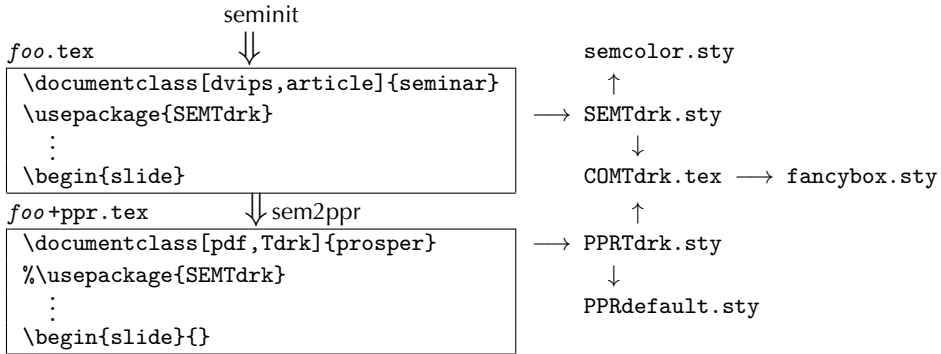 seminit
foo.tex
semcolor.sty
\documentclass[dvips,article]{seminar}
↑
\usepackage{SEMTdrk}
⟶ SEMTdrk.sty
⋮
↓
\begin{slide}
COMTdrk.tex ⟶ fancybox.sty
foo+ppr.tex
sem2ppr
↑
\documentclass[pdf,Tdrk]{prosper}
⟶ PPRTdrk.sty
%\usepackage{SEMTdrk}
↓
⋮
PPRdefault.sty
\begin{slide}{}